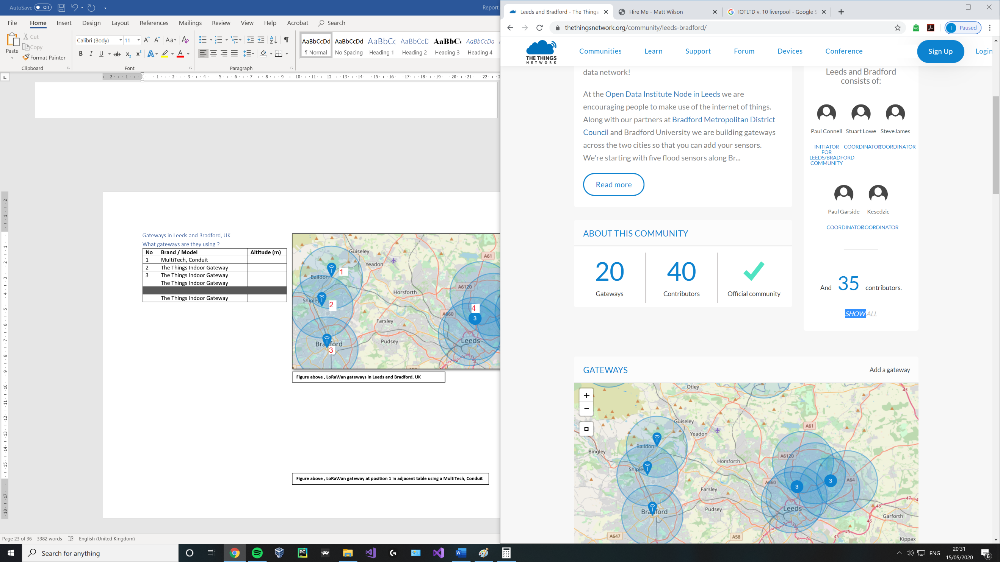 AutoSave Off
Report.
File Home Insert Design Layout References Mailings Review View Help Acrobat Search
Paste
Cut
Copy
Format Painter
Clipboard
Calibri (Body) 11
Font
Paragraph
AaBbCcDd AaBbCcDd AaBbCc AaBbCcD AaBbC AaBbCcDd
¶ Normal No Spacing Heading 1 Heading 2 Heading 3 Heading 4
Gateways in Leeds and Bradford, UK
What gateways are they using ?
No Brand / Model Altitude (m)
1 MultiTech, Conduit
2 The Things Indoor Gateway
3 The Things Indoor Gateway
The Things Indoor Gateway
The Things Indoor Gateway
Guiseley
A61
Yeadon
1
Baildon
A6120
Horsforth
Shipley
2
4
A660
3
Farsley
Bradford
Pudsey
Leeds
3
Figure above , LoRaWan gateways in Leeds and Bradford, UK
Figure above , LoRaWan gateway at position 1 in adjacent table using a MultiTech, Conduit
Page 23 of 36 3382 words English (United Kingdom)
Leeds and Bradford - The Things
Hire Me - Matt Wilson
IOTLTD v. 10 liverpool - Google S
thethingsnetwork.org/community/leeds-bradford/
Paused
THE THINGS
NETWORK
Communities Learn Support Forum Devices Conference Sign Up Login
data network!
At the Open Data Institute Node in Leeds we are
encouraging people to make use of the internet of things.
Along with our partners at Bradford Metropolitan District
Council and Bradford University we are building gateways
across the two cities so that you can add your sensors.
We're starting with five flood sensors along Br...
Read more
Leeds and Bradford
consists of:
Paul Connell Stuart Lowe SteveJames
INITIATOR
FOR
LEEDS/BRADFORD
COMMUNITY
COORDINATOR COORDINATOR
Paul Garside Kesedzic
COORDINATOR COORDINATOR
And 35 contributors.
SHOW ALL
ABOUT THIS COMMUNITY
20 40
Gateways Contributors Official community
GATEWAYS
Add a gateway
+
−
Otley
45
Guiseley
A61
Yeadon
Baildon
Bingley
A6120
Horsforth
Shipley
A660
3
3
A64
Farsley
47
46
Leeds
Bradford
Pudsey
Garforth
46
45
45
A647
A58
Kippax
Search for anything
ENG
20:31
15/05/2020
6